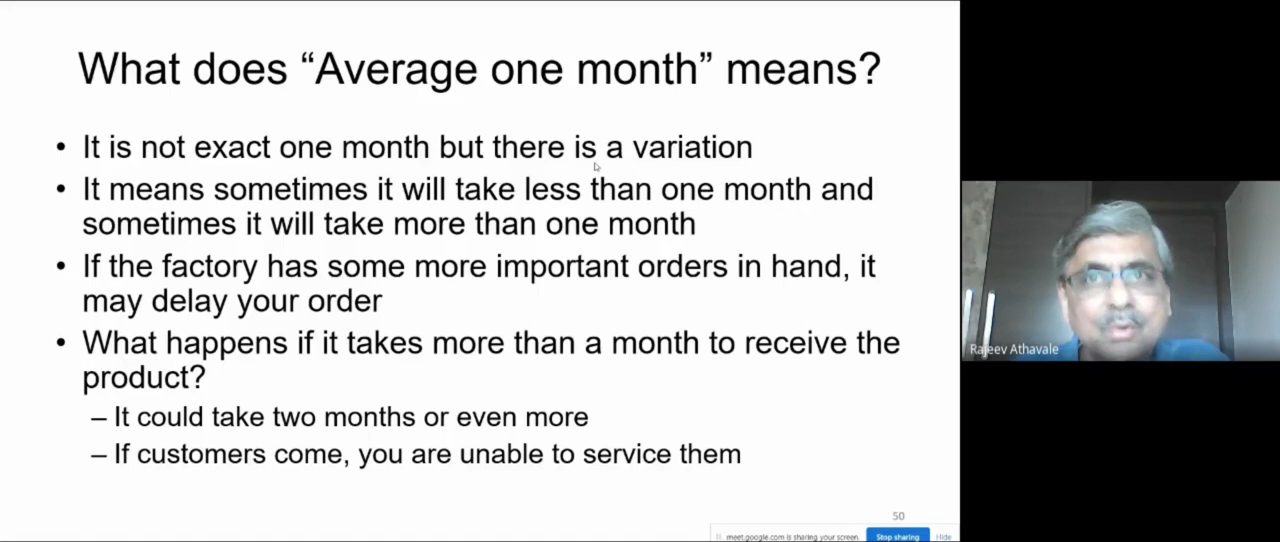 What does “Average one month” means?
• It is not exact one month but there is a variation
• It means sometimes it will take less than one month and
sometimes it will take more than one month
• If the factory has some more important orders in hand, it
may delay your order
• What happens if it takes more than a month to receive the
product?
– It could take two months or even more
– If customers come, you are unable to service them
50
meet.google.com is sharing your screen.
Stop sharing
Hide
Rajeev Athavale